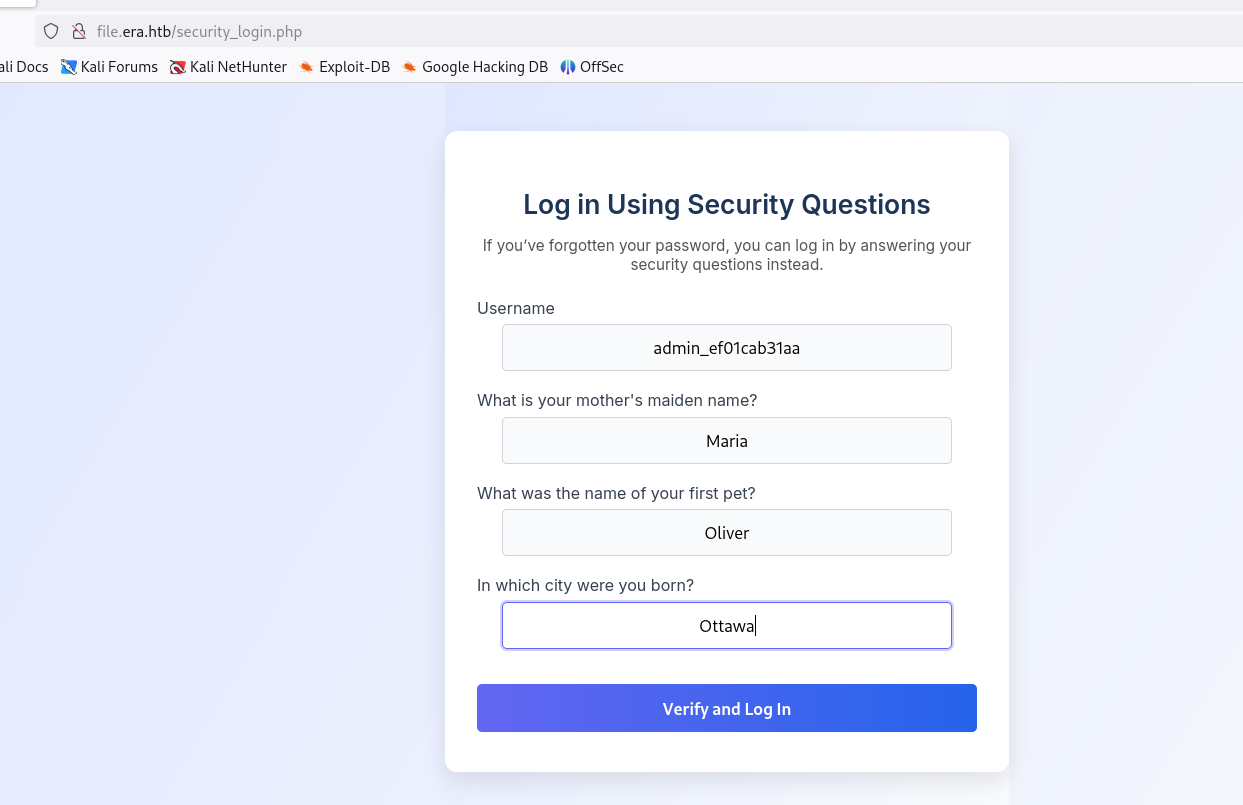 file.era.htb/security_login.php
ali Docs Kali Forums Kali NetHunter Exploit-DB Google Hacking DB OffSec
Log in Using Security Questions
If you’ve forgotten your password, you can log in by answering your
security questions instead.
Username
admin_ef01cab31aa
What is your mother's maiden name?
Maria
What was the name of your first pet?
Oliver
In which city were you born?
Ottawa
Verify and Log In